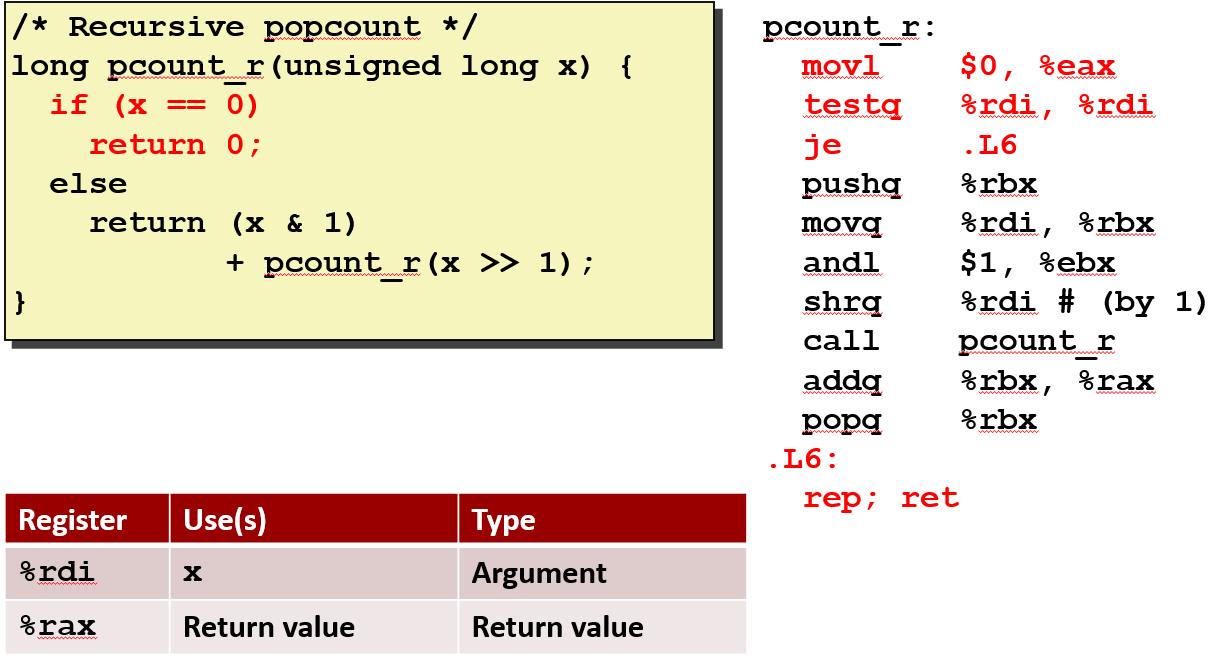 /* Recursive popcount */
long pcount_r(unsigned long x) {
  if (x == 0)
    return 0;
  else
    return (x & 1)
           + pcount_r(x >> 1);
}
pcount_r:
  movl    $0, %eax
  testq   %rdi, %rdi
  je      .L6
  pushq   %rbx
  movq    %rdi, %rbx
  andl    $1, %ebx
  shrq    %rdi # (by 1)
  call    pcount_r
  addq    %rbx, %rax
  popq    %rbx
.L6:
  rep; ret
Register Use(s) Type
%rdi x Argument
%rax Return value Return value